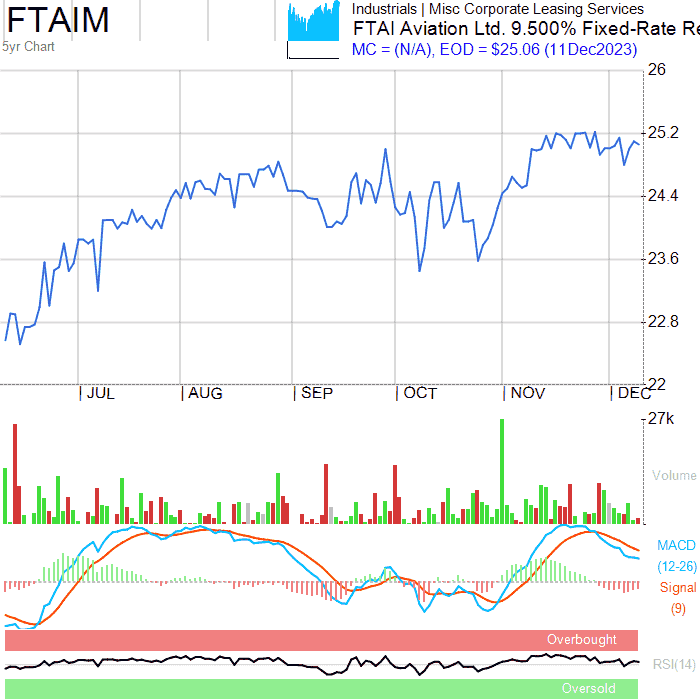 FTAIM
5yr Chart
Industrials | Misc Corporate Leasing Services
FTAI Aviation Ltd. 9.500% Fixed-Rate Re
MC = (N/A), EOD = $25.06 (11Dec2023)
26
25.2
24.4
23.6
22.8
22
JUL AUG SEP OCT NOV DEC
27k
Volume
MACD
(12-26)
Signal
(9)
Overbought
RSI(14)
Oversold